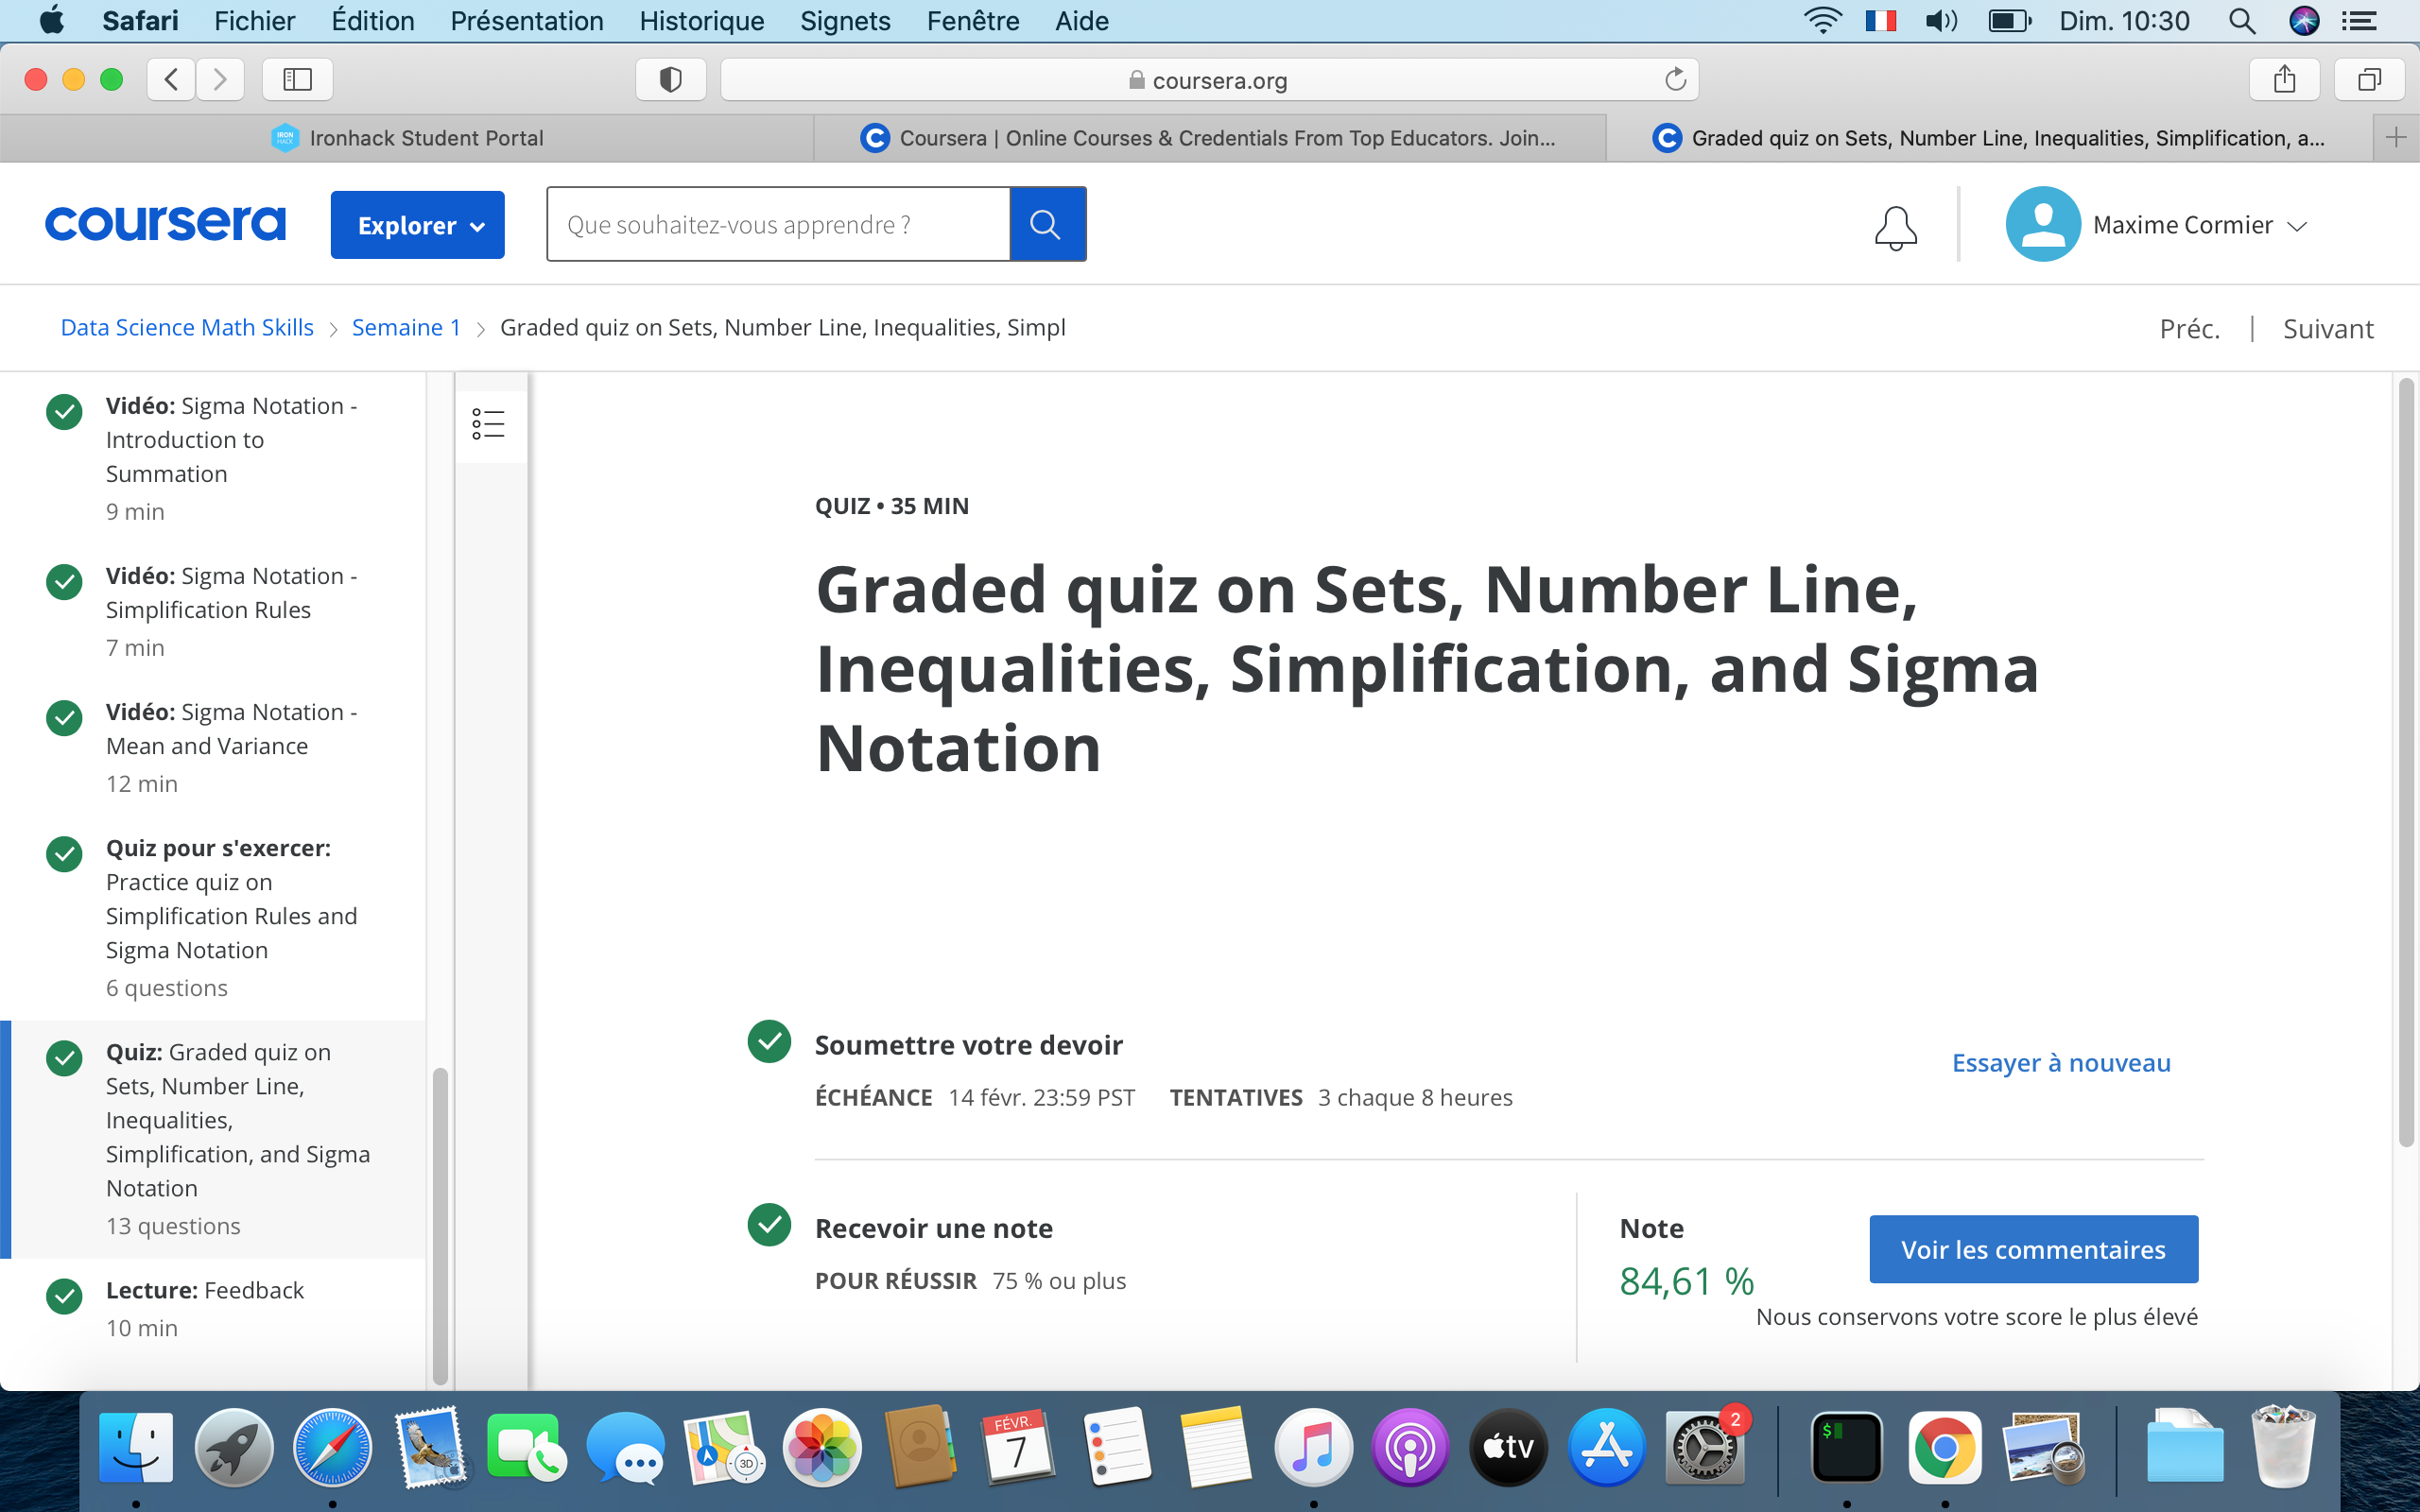 Safari Fichier Édition Présentation Historique Signets Fenêtre Aide Dim. 10:30
coursera.org
IRON HACK Ironhack Student Portal
Coursera | Online Courses & Credentials From Top Educators. Join...
Graded quiz on Sets, Number Line, Inequalities, Simplification, a...
coursera
Explorer
Que souhaitez-vous apprendre ?
Maxime Cormier
Data Science Math Skills > Semaine 1 > Graded quiz on Sets, Number Line, Inequalities, Simpl
Préc. | Suivant
Vidéo: Sigma Notation -
Introduction to
Summation
9 min
Vidéo: Sigma Notation -
Simplification Rules
7 min
Vidéo: Sigma Notation -
Mean and Variance
12 min
Quiz pour s'exercer:
Practice quiz on
Simplification Rules and
Sigma Notation
6 questions
Quiz: Graded quiz on
Sets, Number Line,
Inequalities,
Simplification, and Sigma
Notation
13 questions
Lecture: Feedback
10 min
QUIZ • 35 MIN
Graded quiz on Sets, Number Line,
Inequalities, Simplification, and Sigma
Notation
Soumettre votre devoir
ÉCHÉANCE 14 févr. 23:59 PST TENTATIVES 3 chaque 8 heures
Essayer à nouveau
Recevoir une note
POUR RÉUSSIR 75 % ou plus
Note
84,61 %
Voir les commentaires
Nous conservons votre score le plus élevé
3D
FÉVR.
7
tv
2
$